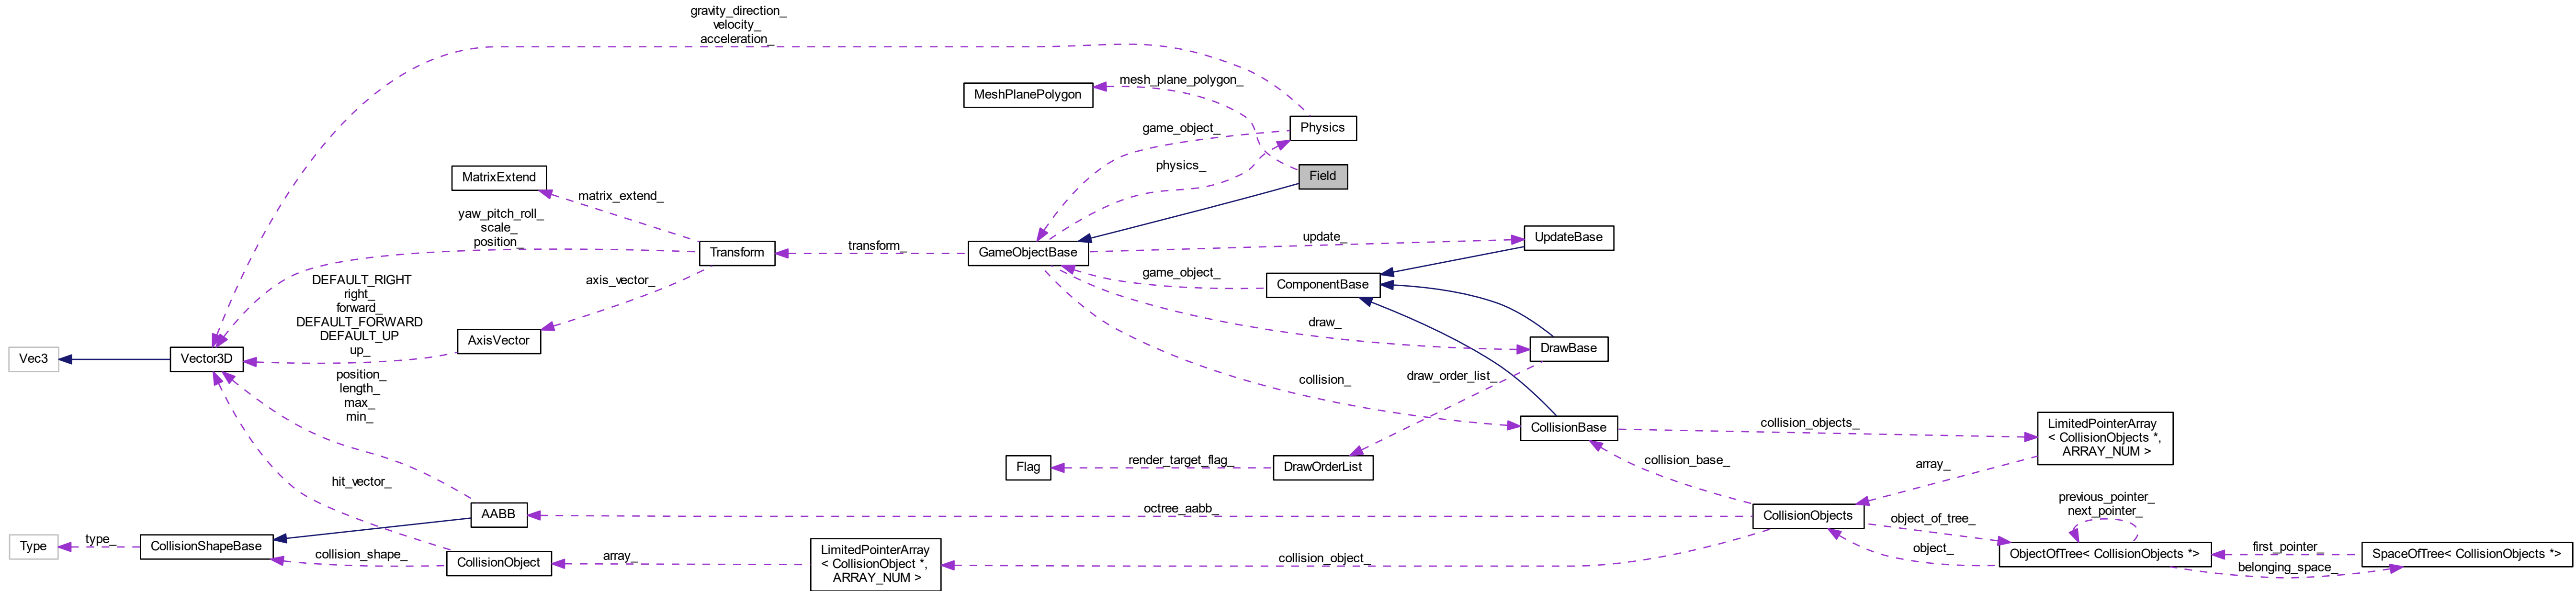 gravity_direction_
velocity_
acceleration_
mesh_plane_polygon_
MeshPlanePolygon
Physics
game_object_
physics_
Field
MatrixExtend
matrix_extend_
yaw_pitch_roll_
scale_
position_
Transform
transform_
GameObjectBase
update_
UpdateBase
game_object_
ComponentBase
axis_vector_
DEFAULT_RIGHT
right_
forward_
DEFAULT_FORWARD
DEFAULT_UP
up_
AxisVector
draw_
DrawBase
Vec3
Vector3D
position_
length_
max_
min_
collision_
draw_order_list_
CollisionBase
collision_objects_
LimitedPointerArray
< CollisionObjects *,
ARRAY_NUM >
Flag
render_target_flag_
DrawOrderList
collision_base_
array_
hit_vector_
AABB
octree_aabb_
CollisionObjects
object_of_tree_
previous_pointer_
next_pointer_
Type
type_
CollisionShapeBase
collision_shape_
CollisionObject
array_
LimitedPointerArray
< CollisionObject *,
ARRAY_NUM >
collision_object_
object_
ObjectOfTree< CollisionObjects *>
first_pointer_
belonging_space_
SpaceOfTree< CollisionObjects *>